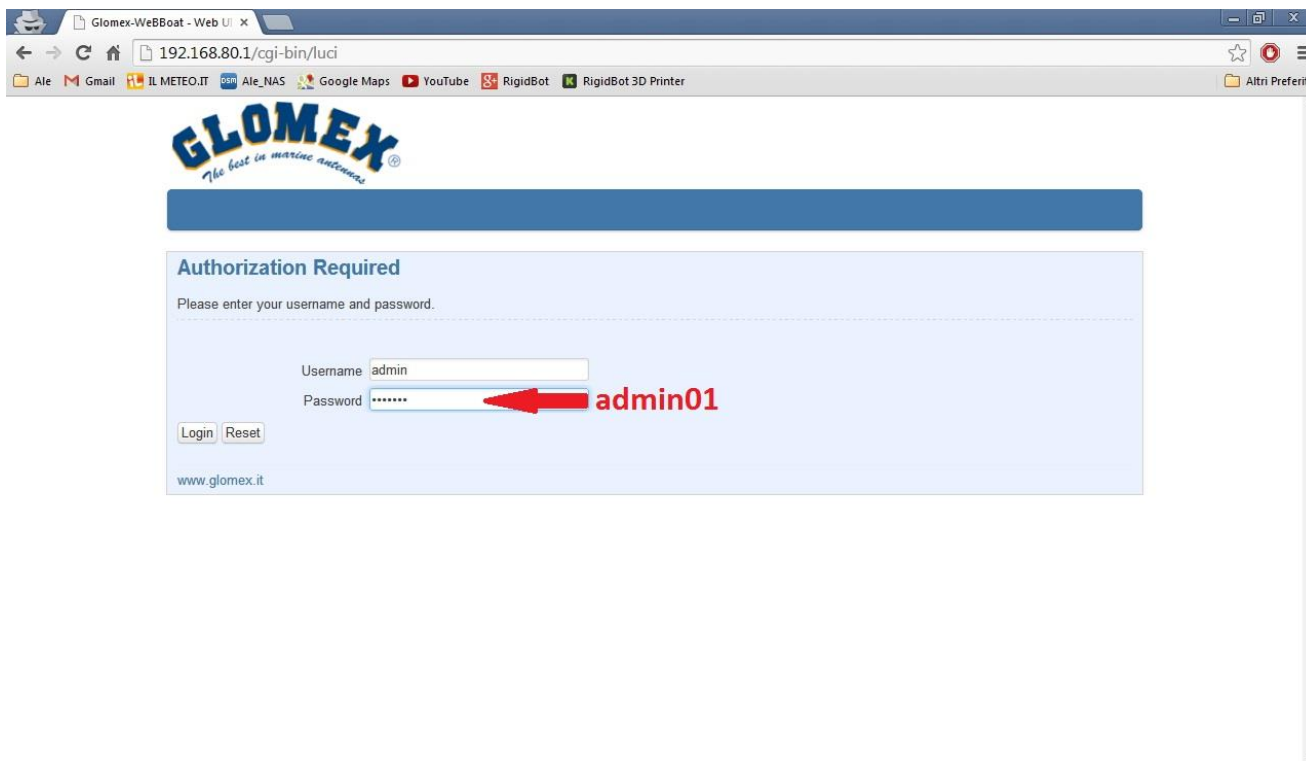 Glomex-WeBBoat - Web U
192.168.80.1/cgi-bin/luci
Ale Gmail IL METEO.IT DSM Ale_NAS Google Maps YouTube RigidBot K RigidBot 3D Printer Altri Preferit
GLOMEX®
The best in marine antennas
Authorization Required
Please enter your username and password.
Username admin
Password ••••••• admin01
Login Reset
www.glomex.it